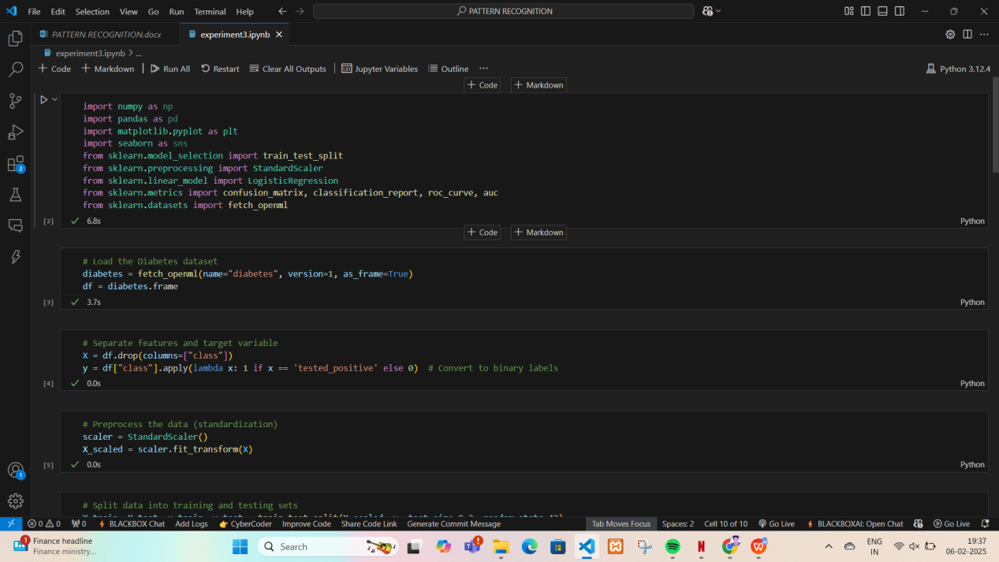 File Edit Selection View Go Run Terminal Help
PATTERN RECOGNITION
PATTERN RECOGNITION.docx
experiment3.ipynb
experiment3.ipynb > ...
+ Code + Markdown Run All Restart Clear All Outputs Jupyter Variables Outline ...
Python 3.12.4
+ Code + Markdown
import numpy as np
import pandas as pd
import matplotlib.pyplot as plt
import seaborn as sns
from sklearn.model_selection import train_test_split
from sklearn.preprocessing import StandardScaler
from sklearn.linear_model import LogisticRegression
from sklearn.metrics import confusion_matrix, classification_report, roc_curve, auc
from sklearn.datasets import fetch_openml
[2] 6.8s Python
+ Code + Markdown
# Load the Diabetes dataset
diabetes = fetch_openml(name="diabetes", version=1, as_frame=True)
df = diabetes.frame
[3] 3.7s Python
# Separate features and target variable
X = df.drop(columns=["class"])
y = df["class"].apply(lambda x: 1 if x == 'tested_positive' else 0)  # Convert to binary labels
[4] 0.0s Python
# Preprocess the data (standardization)
scaler = StandardScaler()
X_scaled = scaler.fit_transform(X)
[5] 0.0s Python
# Split data into training and testing sets
2
1
0 0 0 BLACKBOX Chat Add Logs CyberCoder Improve Code Share Code Link Generate Commit Message Tab Moves Focus Spaces: 2 Cell 10 of 10 Go Live BLACKBOXAI: Open Chat Go Live
1
Finance headline
Finance ministry...
Search
ENG
IN
19:37
06-02-2025